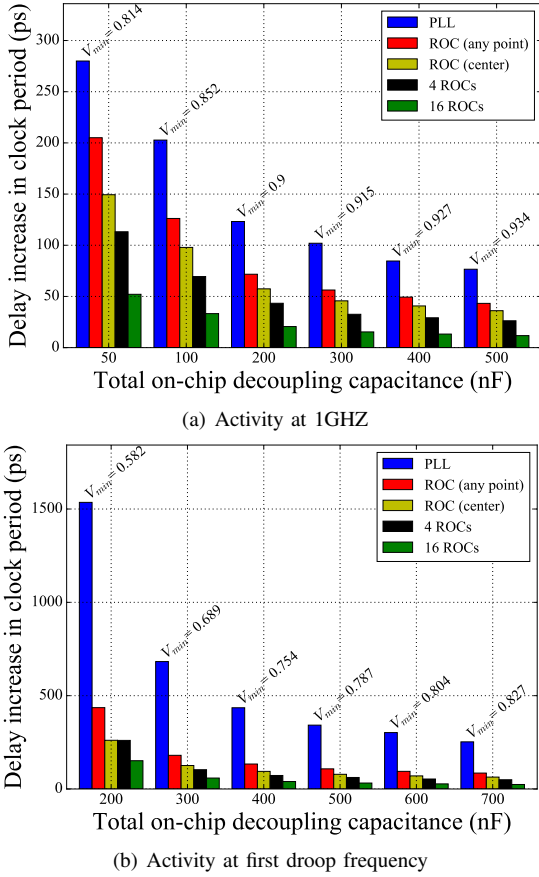 Delay increase in clock period (ps)
300
250
200
150
100
50
0
V_min = 0.814
V_min = 0.852
V_min = 0.9
V_min = 0.915
V_min = 0.927
V_min = 0.934
PLL
ROC (any point)
ROC (center)
4 ROCs
16 ROCs
50 100 200 300 400 500
Total on-chip decoupling capacitance (nF)
(a) Activity at 1GHZ
Delay increase in clock period (ps)
1500
1000
500
0
V_min = 0.582
V_min = 0.689
V_min = 0.754
V_min = 0.787
V_min = 0.804
V_min = 0.827
PLL
ROC (any point)
ROC (center)
4 ROCs
16 ROCs
200 300 400 500 600 700
Total on-chip decoupling capacitance (nF)
(b) Activity at first droop frequency